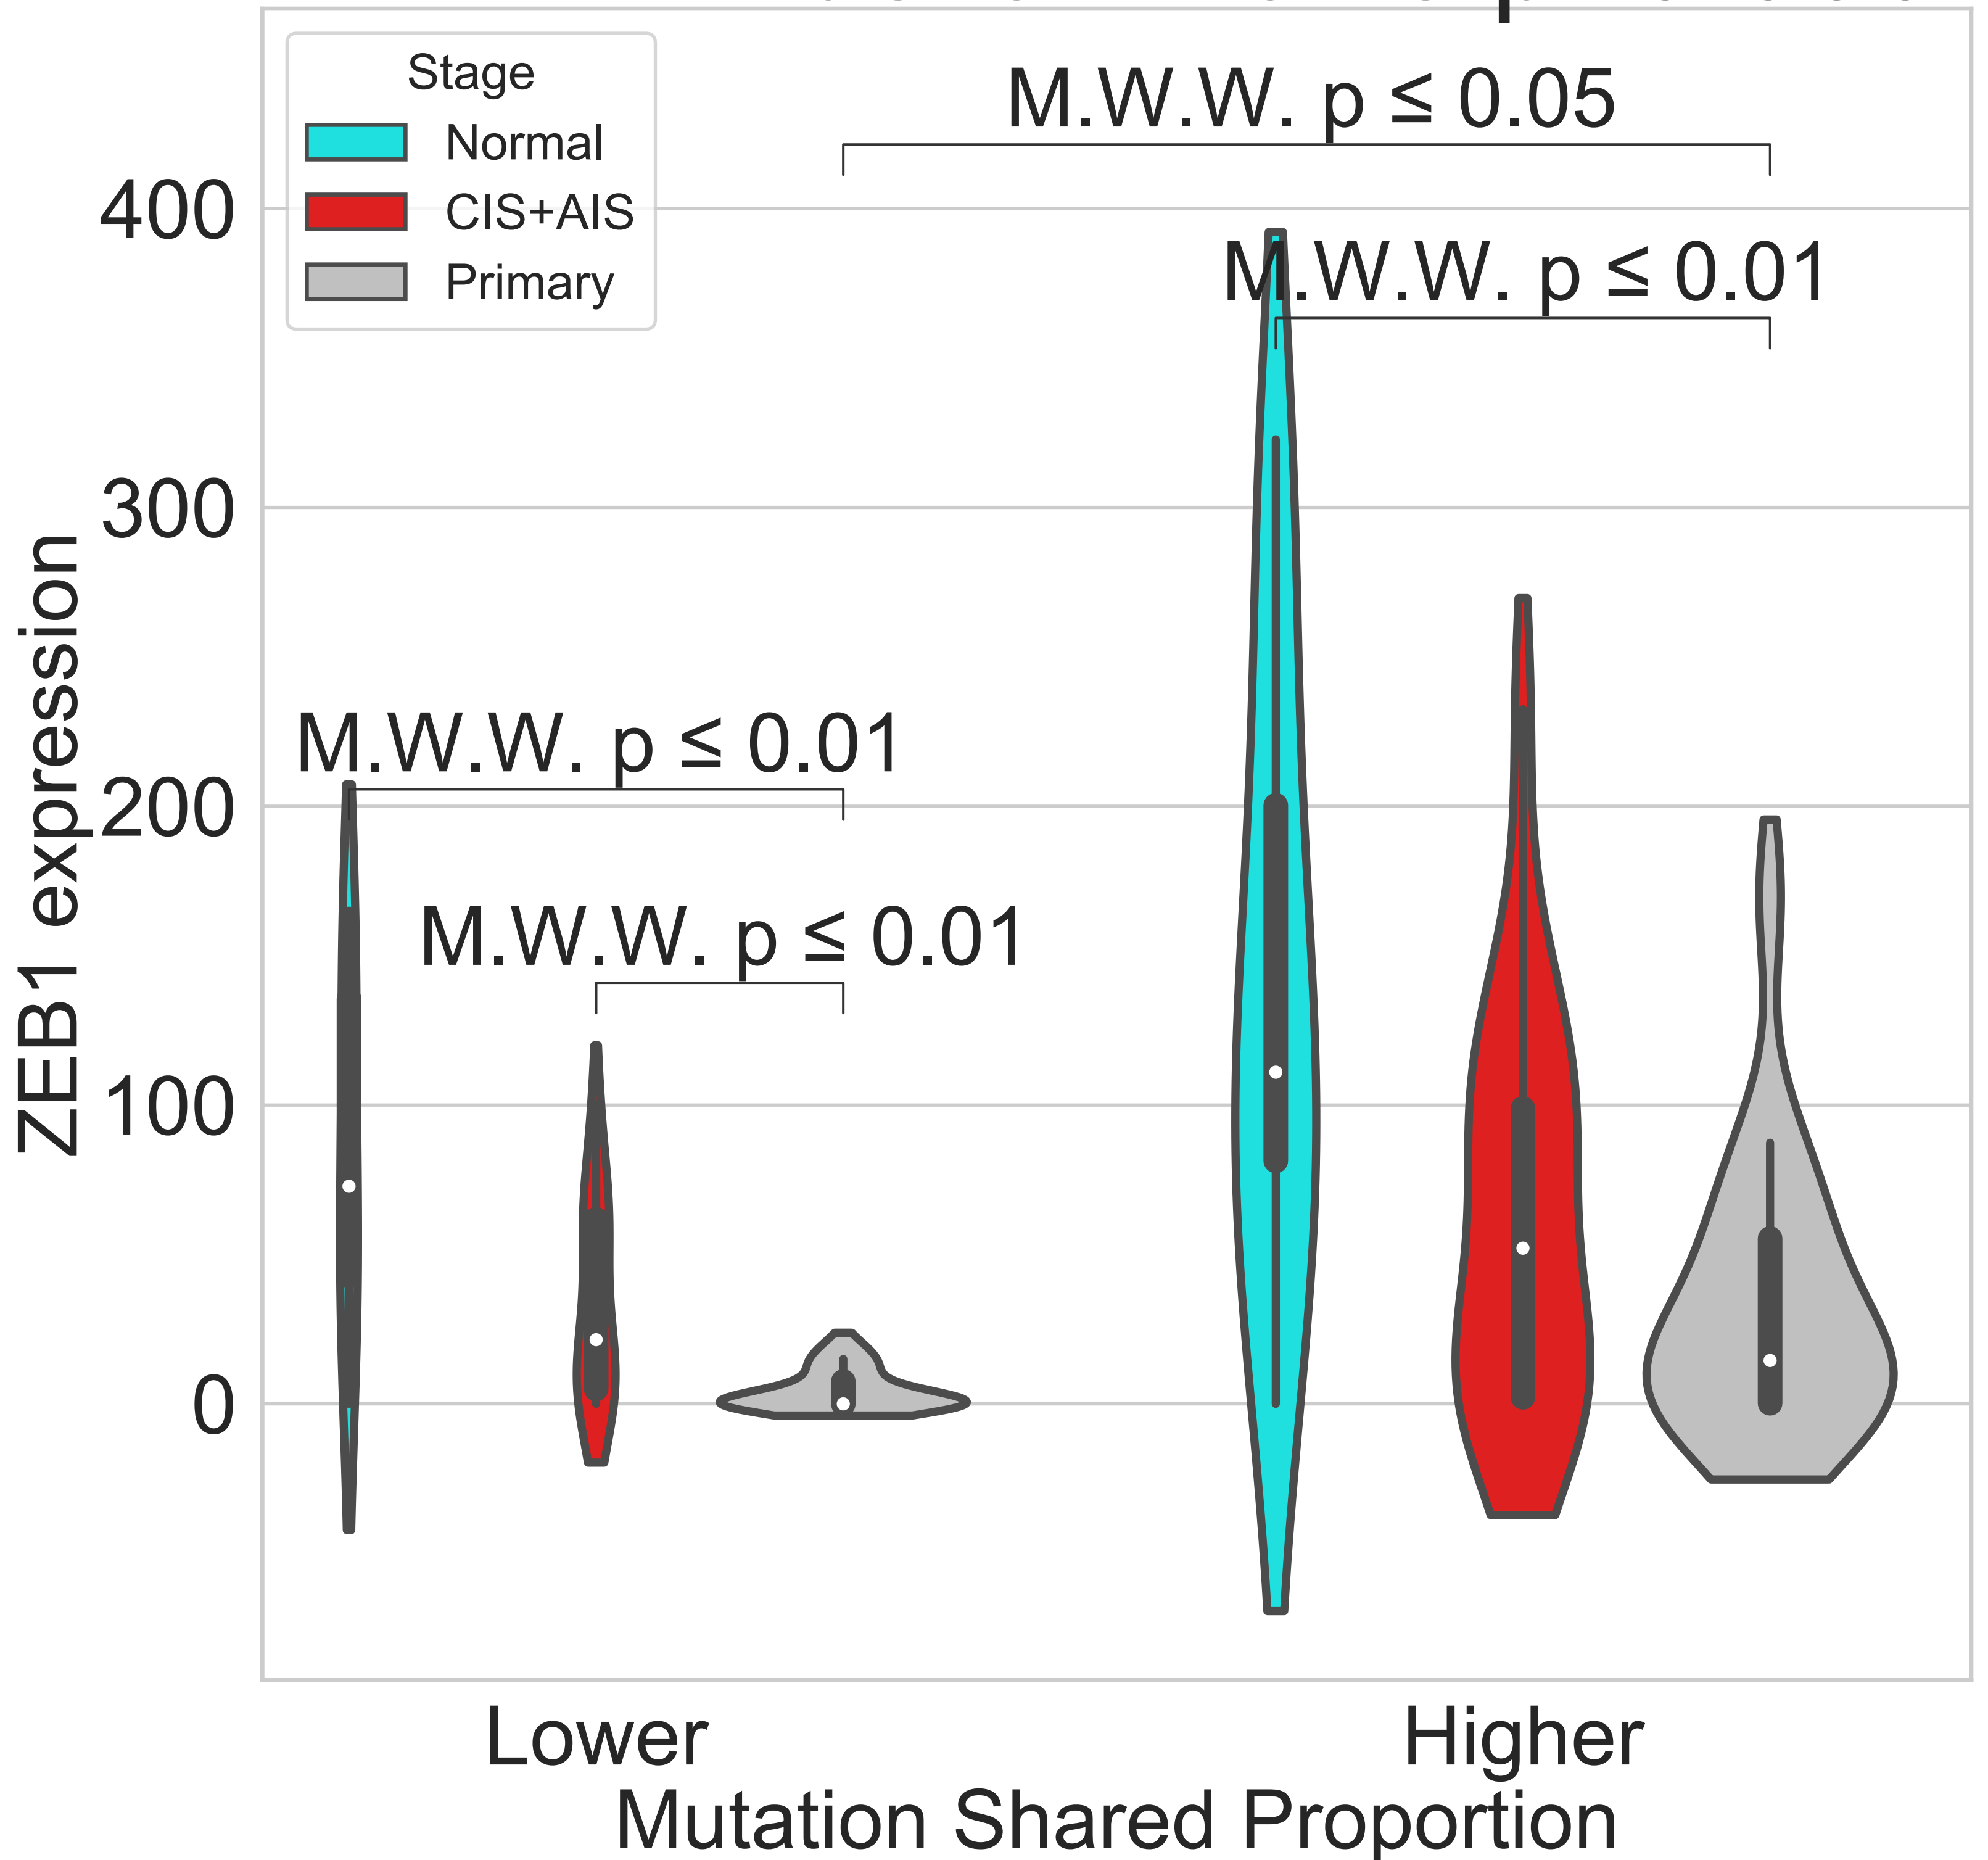 Stage
Normal
CIS+AIS
Primary
M.W.W. p ≤ 0.05
M.W.W. p ≤ 0.01
M.W.W. p ≤ 0.01
M.W.W. p ≤ 0.01
400
300
200
100
0
ZEB1 expression
Lower
Higher
Mutation Shared Proportion